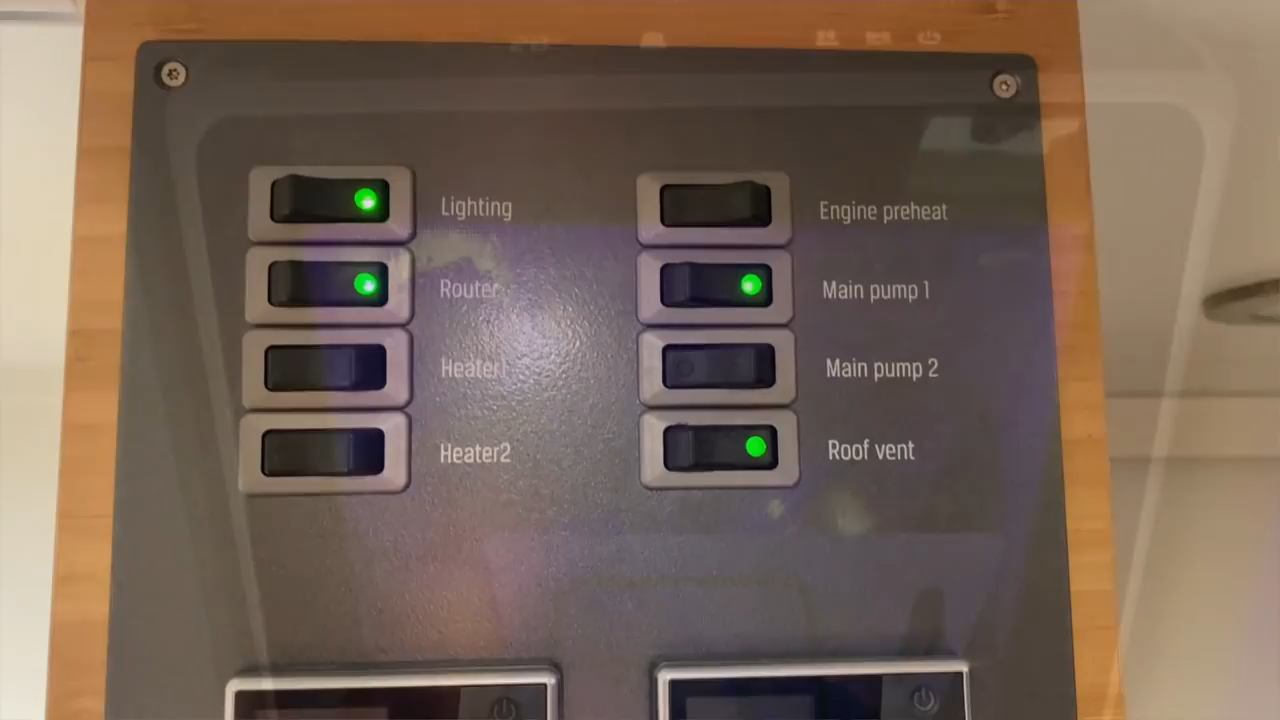 Lighting
Router
Heater1
Heater2
Engine preheat
Main pump 1
Main pump 2
Roof vent